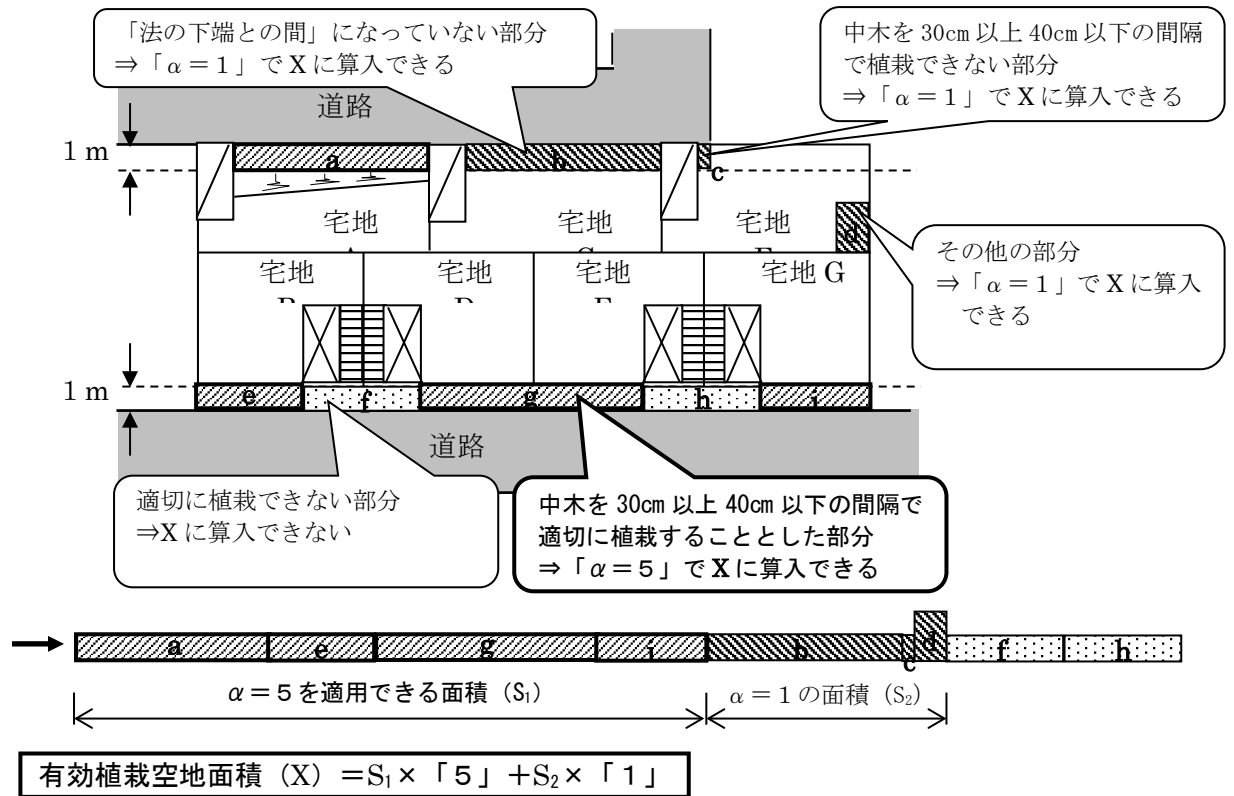 「法の下端との間」になっていない部分
⇒「α=1」でXに算入できる
中木を30cm以上40cm以下の間隔
で植栽できない部分
⇒「α=1」でXに算入できる
道路
1 m
a
b
c
宅地
宅地
宅地
d
その他の部分
⇒「α=1」でXに算入
できる
宅地
宅地
宅地
宅地 G
1 m
e
f
g
h
i
道路
適切に植栽できない部分
⇒Xに算入できない
中木を30cm以上40cm以下の間隔で
適切に植栽することとした部分
⇒「α=5」でXに算入できる
a
e
g
i
b
c
d
f
h
α=5を適用できる面積（S₁）
α=1の面積（S₂）
有効植栽空地面積（X）＝S₁×「5」＋S₂×「1」